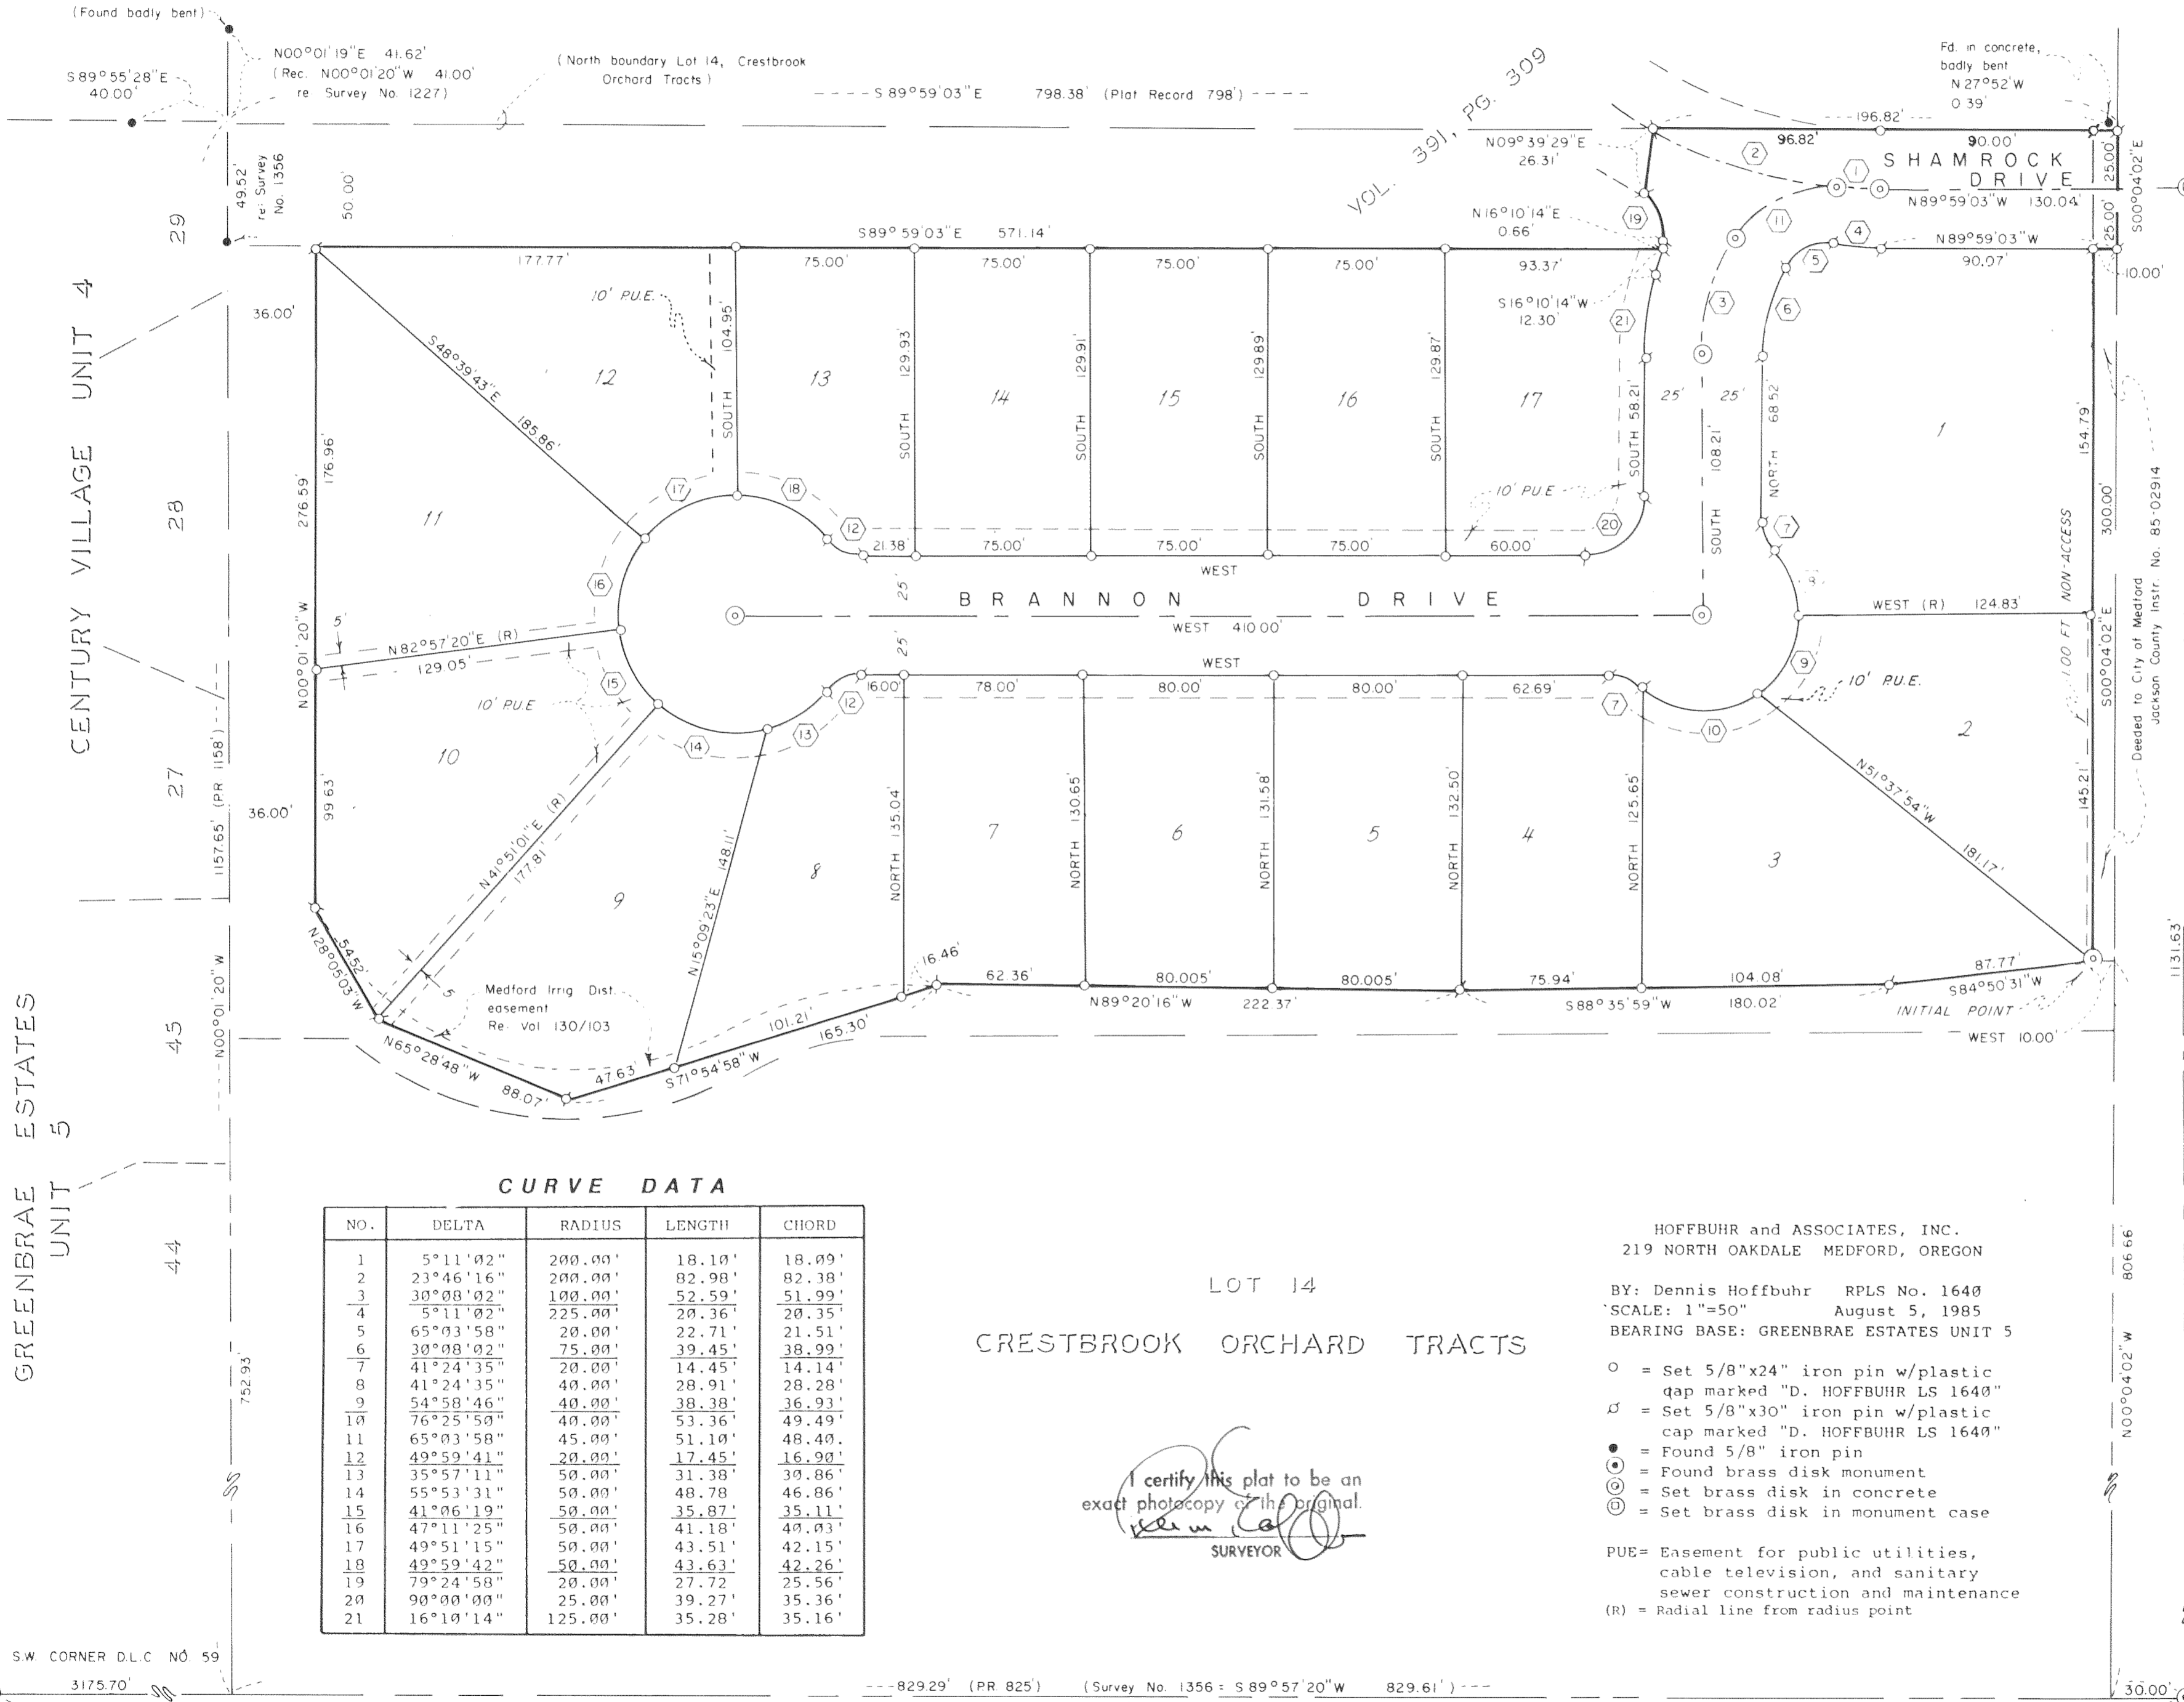 (Found badly bent)
S89°55'28"E
40.00'
N00°01'19"E 41.62'
(Rec. N00°01'20"W 41.00'
re Survey No. 1227)
(North boundary Lot 14, Crestbrook
Orchard Tracts)
S89°59'03"E 798.38' (Plat Record 798')
VOL. 391, PG. 309
Fd. in concrete,
badly bent
N27°52'W
0.39'
196.82'
96.82'
90.00'
N09°39'29"E
26.31'
2
1
SHAMROCK
DRIVE
25.00'
S00°04'02"E
N89°59'03"W 130.04'
49.52'
re: Survey
No. 1356
50.00'
29
S89°59'03"E 571.14'
N16°10'14"E
0.66'
19
11
4
N89°59'03"W
90.07'
25.00'
10.00'
177.77'
75.00'
75.00'
75.00'
75.00'
93.37'
S16°10'14"W
12.30'
5
3
6
21
CENTURY VILLAGE UNIT 4
36.00'
10' P.U.E.
S48°39'43"E
185.86'
12
SOUTH 104.95'
13
SOUTH 129.93'
14
SOUTH 129.91'
15
SOUTH 129.89'
16
SOUTH 129.87'
17
SOUTH 58.21'
25'
25'
SOUTH 108.21'
NORTH 68.52'
1
154.79'
28
276.59'
176.96'
11
17
18
12
10' P.U.E
20
7
21.38'
75.00'
75.00'
75.00'
60.00'
WEST
16
25'
BRANNON DRIVE
WEST 410.00'
8
WEST (R) 124.83'
1.00 FT NON-ACCESS
300.00'
S00°04'02"E
Deeded to City of Medford
Jackson County Instr. No. 85-02914
5'
N82°57'20"E (R)
129.05'
N00°01'20"W
25'
WEST
9
15
10' P.U.E
16.00'
78.00'
80.00'
80.00'
62.69'
12
7
10' P.U.E.
14
13
10
27
1157.65' (PR 1158')
36.00'
99.63'
10
N41°51'01"E (R)
177.81'
9
N15°09'23"E 148.11'
8
NORTH 135.04'
7
NORTH 130.65'
6
NORTH 131.58'
5
NORTH 132.50'
4
NORTH 125.65'
3
N51°37'54"W
181.17'
2
145.21'
54.52'
N28°05'03"W
5'
Medford Irrig Dist.
easement
Re: Vol 130/103
16.46'
62.36'
80.005'
80.005'
75.94'
104.08'
87.77'
N89°20'16"W 222.37'
S88°35'59"W 180.02'
S84°50'31"W
INITIAL POINT
WEST 10.00'
1131.63'
101.21'
165.30'
S71°54'58"W
47.63'
N65°28'48"W
88.07'
N00°01'20"W
45
GREENBRAE ESTATES
UNIT 5
44
752.93'
CURVE DATA
NO. DELTA RADIUS LENGTH CHORD
1 5°11'02" 200.00' 18.10' 18.09'
2 23°46'16" 200.00' 82.98' 82.38'
3 30°08'02" 100.00' 52.59' 51.99'
4 5°11'02" 225.00' 20.36' 20.35'
5 65°03'58" 20.00' 22.71' 21.51'
6 30°08'02" 75.00' 39.45' 38.99'
7 41°24'35" 20.00' 14.45' 14.14'
8 41°24'35" 40.00' 28.91' 28.28'
9 54°58'46" 40.00' 38.38' 36.93'
10 76°25'50" 40.00' 53.36' 49.49'
11 65°03'58" 45.00' 51.10' 48.40.
12 49°59'41" 20.00' 17.45' 16.90'
13 35°57'11" 50.00' 31.38' 30.86'
14 55°53'31" 50.00' 48.78 46.86'
15 41°06'19" 50.00' 35.87' 35.11'
16 47°11'25" 50.00' 41.18' 40.03'
17 49°51'15" 50.00' 43.51' 42.15'
18 49°59'42" 50.00' 43.63' 42.26'
19 79°24'58" 20.00' 27.72 25.56'
20 90°00'00" 25.00' 39.27' 35.36'
21 16°10'14" 125.00' 35.28' 35.16'
LOT 14
CRESTBROOK ORCHARD TRACTS
I certify this plat to be an
exact photocopy of the original.
SURVEYOR
HOFFBUHR and ASSOCIATES, INC.
219 NORTH OAKDALE MEDFORD, OREGON
BY: Dennis Hoffbuhr RPLS No. 1640
SCALE: 1"=50" August 5, 1985
BEARING BASE: GREENBRAE ESTATES UNIT 5
= Set 5/8"x24" iron pin w/plastic
qap marked "D. HOFFBUHR LS 1640"
= Set 5/8"x30" iron pin w/plastic
cap marked "D. HOFFBUHR LS 1640"
= Found 5/8" iron pin
= Found brass disk monument
= Set brass disk in concrete
= Set brass disk in monument case
PUE= Easement for public utilities,
cable television, and sanitary
sewer construction and maintenance
(R) = Radial line from radius point
806.66'
N00°04'02"W
S.W. CORNER D.L.C NO. 59
3175.70'
---829.29' (PR. 825') (Survey No. 1356 = S89°57'20"W 829.61')---
30.00'